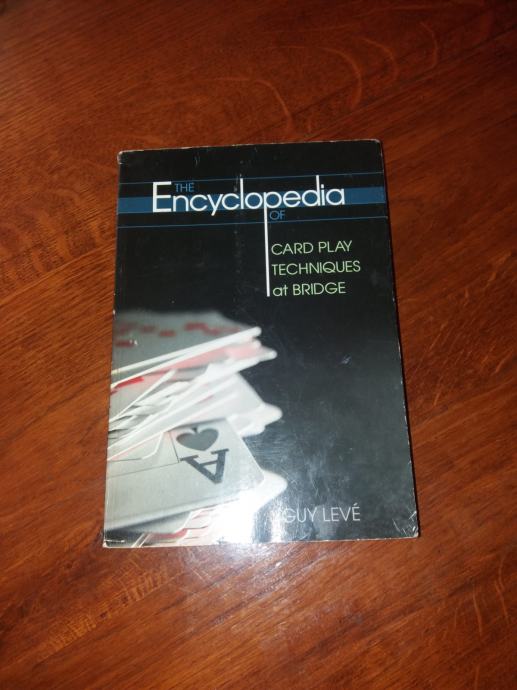 THE
Encyclopedia
OF
CARD PLAY
TECHNIQUES
at BRIDGE
A
GUY LEVÉ